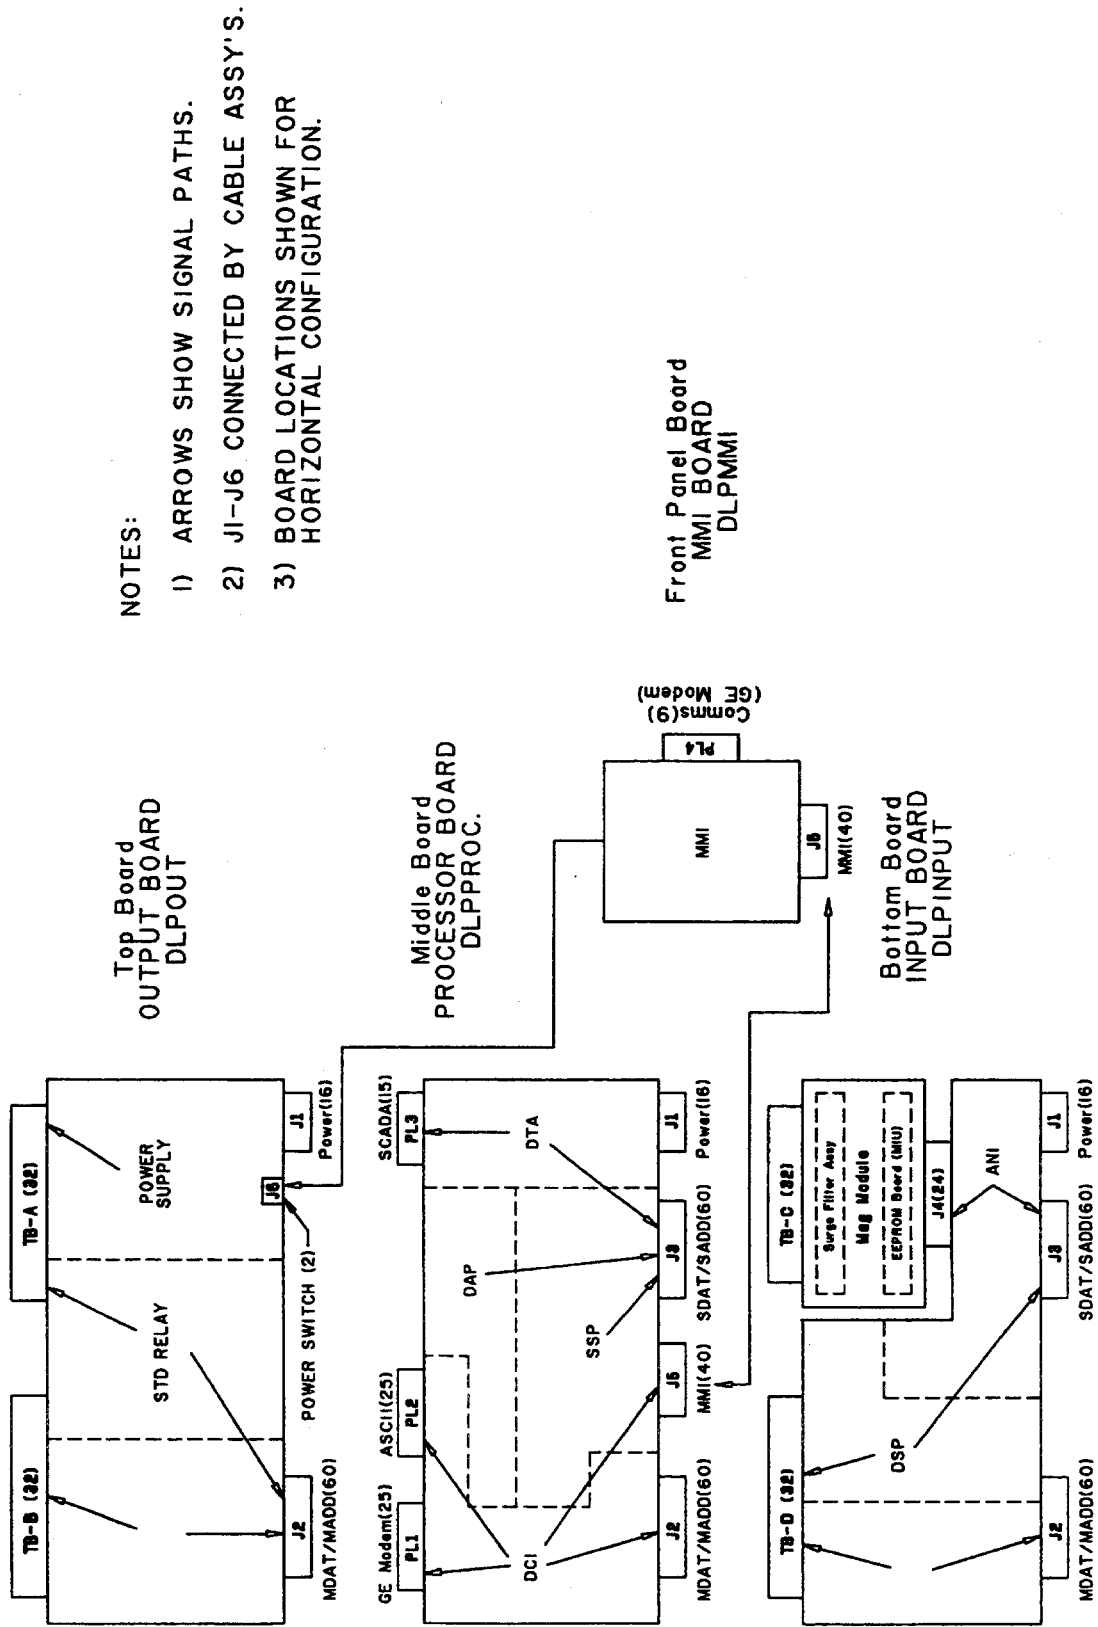 TB-B (32)
TB-A (32)
STD RELAY
POWER
SUPPLY
J2
J6
J1
MDAT/MADD(60)
POWER SWITCH (2)
Power(16)
Top Board
OUTPUT BOARD
DLPOUT
NOTES:
1) ARROWS SHOW SIGNAL PATHS.
2) J1-J6 CONNECTED BY CABLE ASSY'S.
3) BOARD LOCATIONS SHOWN FOR
HORIZONTAL CONFIGURATION.
GE Modem(25)
ASCII(25)
SCADA(15)
PL1
PL2
PL3
DCI
DAP
SSP
DTA
J2
J5
J3
J1
MDAT/MADD(60)
MMI(40)
SDAT/SADD(60)
Power(16)
Middle Board
PROCESSOR BOARD
DLPPROC.
MMI
PL4
Comms(9)
(GE Modem)
J5
MMI(40)
Front Panel Board
MMI BOARD
DLPMMI
TB-D (32)
TB-C (32)
Surge Filter Assy
Mag Module
EEPROM Board (MIU)
J4(24)
DSP
ANI
J2
J3
J1
MDAT/MADD(60)
SDAT/SADD(60)
Power(16)
Bottom Board
INPUT BOARD
DLPINPUT